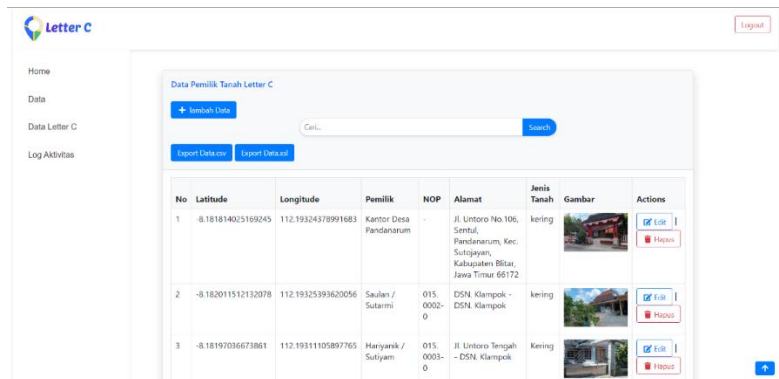 Letter C
Logout
Home
Data
Data Letter C
Log Aktivitas
Data Pemilik Tanah Letter C
+ Tambah Data
Cari...
Search
Export Data.csv
Export Data.xsl
No Latitude Longitude Pemilik NOP Alamat Jenis Tanah Gambar Actions
1 -8.181814025169245 112.19324378991683 Kantor Desa Pandanarum - Jl. Untoro No.106, Sentul, Pandanarum, Kec. Sutojayan, Kabupaten Blitar, Jawa Timur 66172 kering Edit | Hapus
2 -8.182011512132078 112.19325393620056 Saulan / Sutarmi 015.0002-0 DSN. Klampok - DSN. Klampok kering Edit | Hapus
3 -8.18197036673861 112.19311105897765 Hariyanik / Sutiyam 015.0003-0 Jl. Untoro Tengah - DSN. Klampok Kering Edit | Hapus